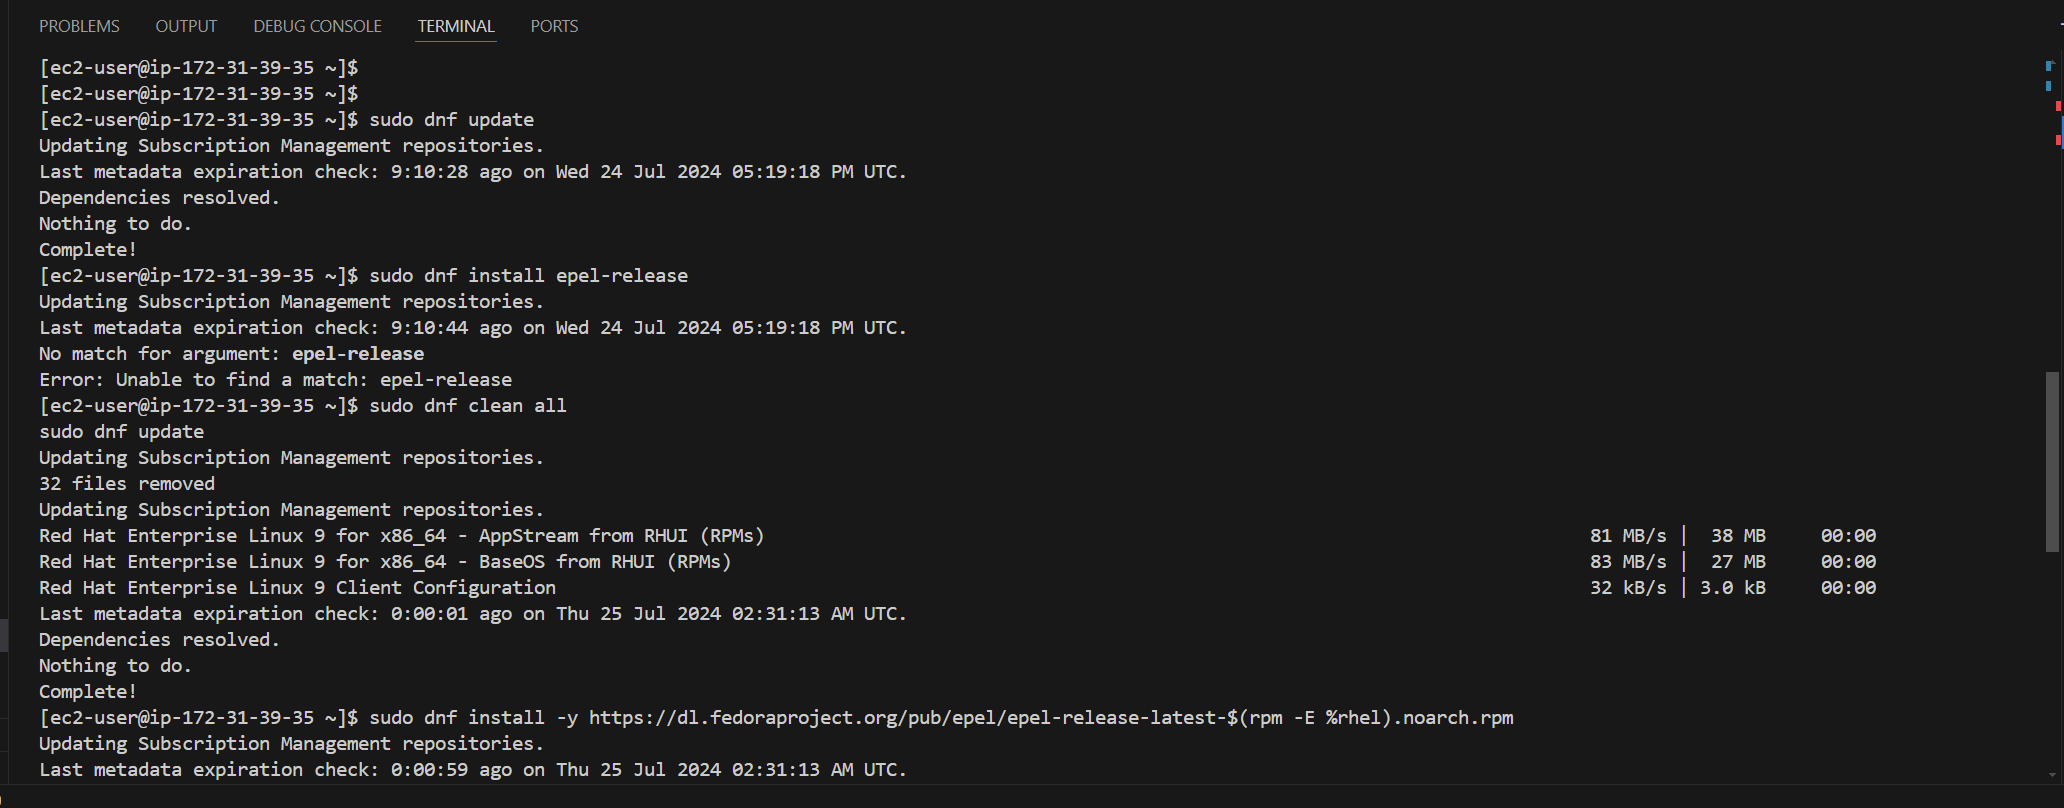 PROBLEMS OUTPUT DEBUG CONSOLE TERMINAL PORTS
[ec2-user@ip-172-31-39-35 ~]$
[ec2-user@ip-172-31-39-35 ~]$
[ec2-user@ip-172-31-39-35 ~]$ sudo dnf update
Updating Subscription Management repositories.
Last metadata expiration check: 9:10:28 ago on Wed 24 Jul 2024 05:19:18 PM UTC.
Dependencies resolved.
Nothing to do.
Complete!
[ec2-user@ip-172-31-39-35 ~]$ sudo dnf install epel-release
Updating Subscription Management repositories.
Last metadata expiration check: 9:10:44 ago on Wed 24 Jul 2024 05:19:18 PM UTC.
No match for argument: epel-release
Error: Unable to find a match: epel-release
[ec2-user@ip-172-31-39-35 ~]$ sudo dnf clean all
sudo dnf update
Updating Subscription Management repositories.
32 files removed
Updating Subscription Management repositories.
Red Hat Enterprise Linux 9 for x86_64 - AppStream from RHUI (RPMs) 81 MB/s | 38 MB 00:00
Red Hat Enterprise Linux 9 for x86_64 - BaseOS from RHUI (RPMs) 83 MB/s | 27 MB 00:00
Red Hat Enterprise Linux 9 Client Configuration 32 kB/s | 3.0 kB 00:00
Last metadata expiration check: 0:00:01 ago on Thu 25 Jul 2024 02:31:13 AM UTC.
Dependencies resolved.
Nothing to do.
Complete!
[ec2-user@ip-172-31-39-35 ~]$ sudo dnf install -y https://dl.fedoraproject.org/pub/epel/epel-release-latest-$(rpm -E %rhel).noarch.rpm
Updating Subscription Management repositories.
Last metadata expiration check: 0:00:59 ago on Thu 25 Jul 2024 02:31:13 AM UTC.